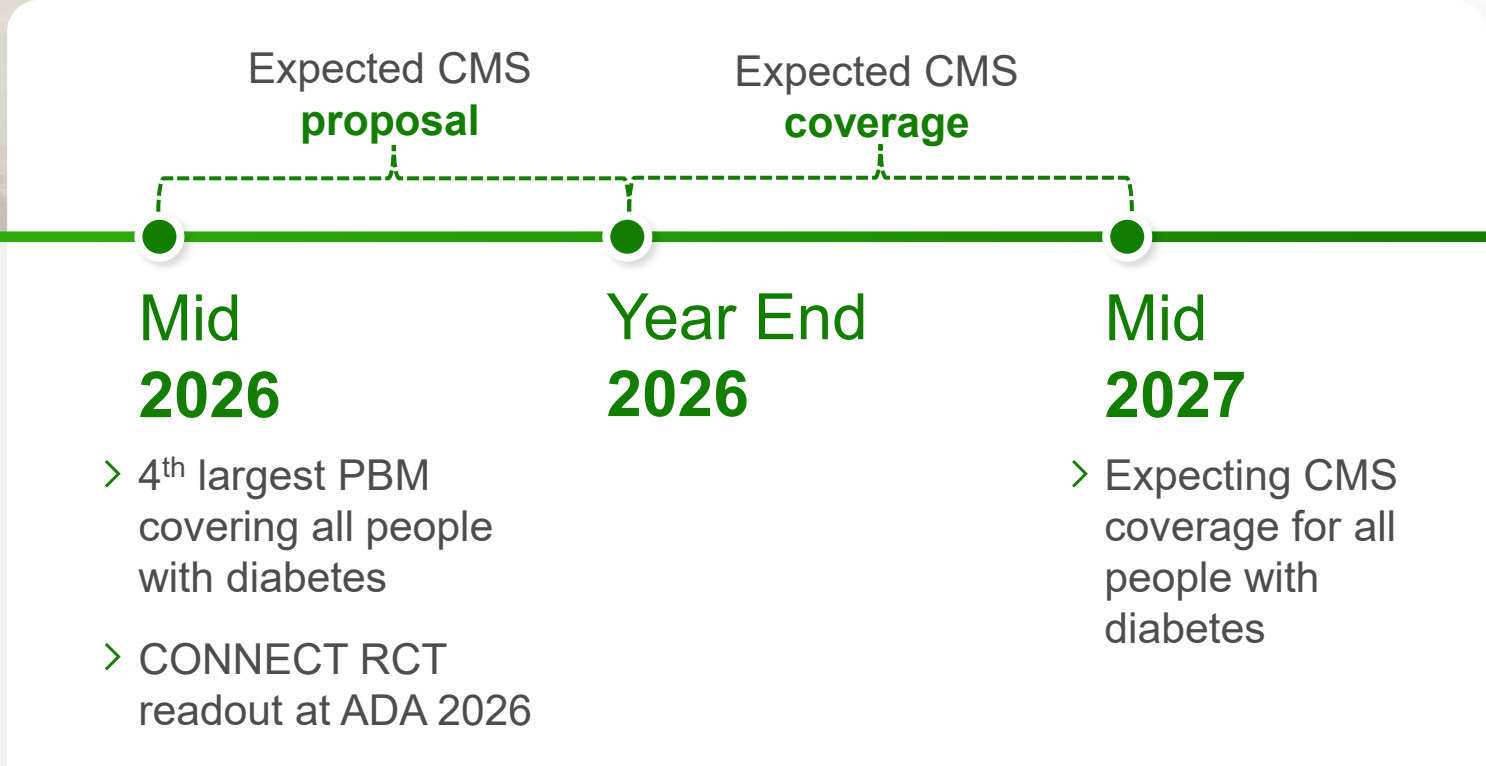 Expected CMS
proposal
Expected CMS
coverage
Mid
2026
4th largest PBM
covering all people
with diabetes
CONNECT RCT
readout at ADA 2026
Year End
2026
Mid
2027
Expecting CMS
coverage for all
people with
diabetes